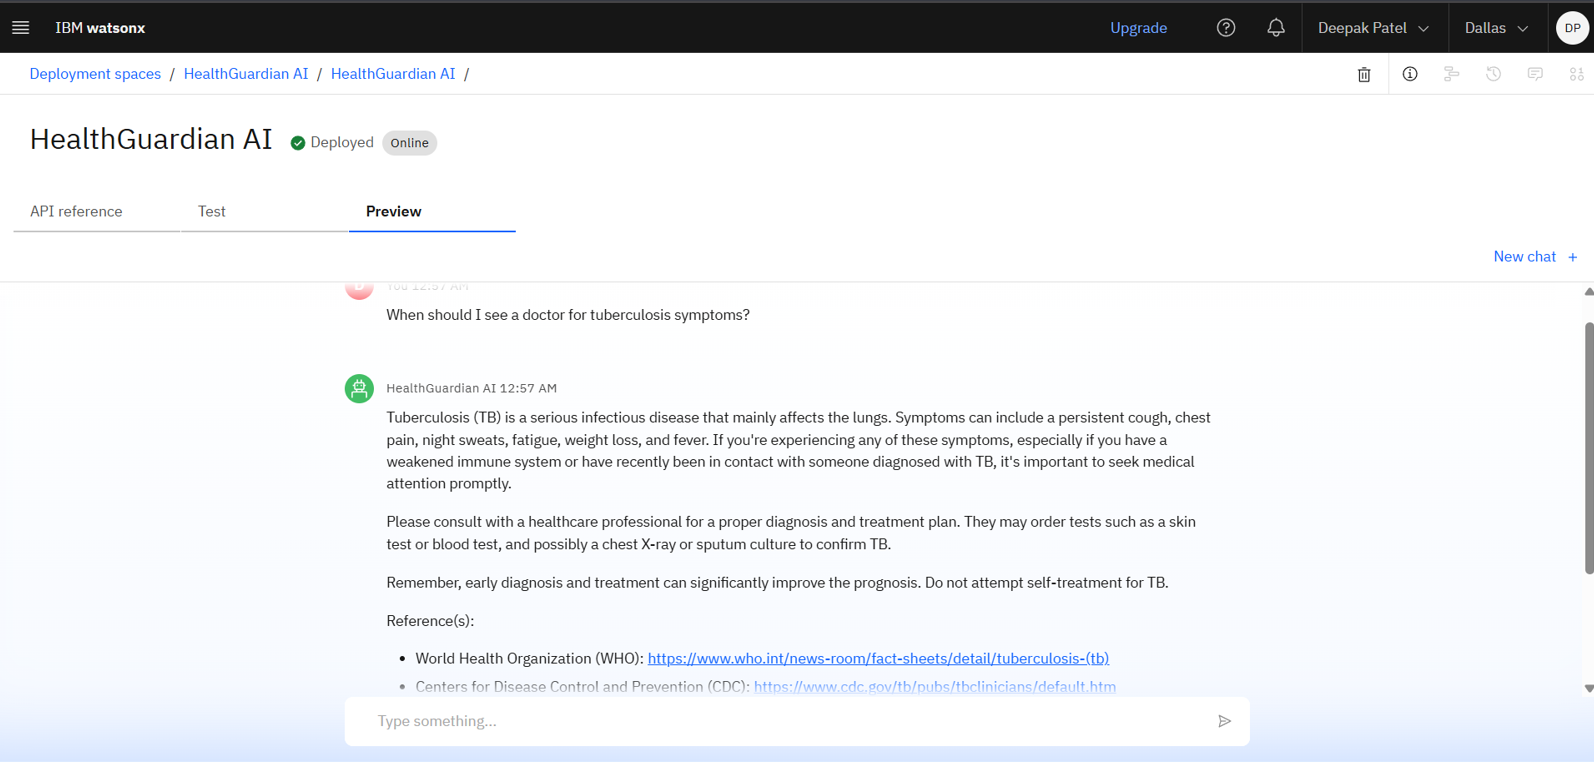 IBM watsonx
Upgrade
Deepak Patel
Dallas
DP
Deployment spaces / HealthGuardian AI / HealthGuardian AI /
HealthGuardian AI
Deployed
Online
API reference
Test
Preview
New chat +
D
You 12:57 AM
When should I see a doctor for tuberculosis symptoms?
HealthGuardian AI 12:57 AM
Tuberculosis (TB) is a serious infectious disease that mainly affects the lungs. Symptoms can include a persistent cough, chest
pain, night sweats, fatigue, weight loss, and fever. If you're experiencing any of these symptoms, especially if you have a
weakened immune system or have recently been in contact with someone diagnosed with TB, it's important to seek medical
attention promptly.
Please consult with a healthcare professional for a proper diagnosis and treatment plan. They may order tests such as a skin
test or blood test, and possibly a chest X-ray or sputum culture to confirm TB.
Remember, early diagnosis and treatment can significantly improve the prognosis. Do not attempt self-treatment for TB.
Reference(s):
• World Health Organization (WHO): https://www.who.int/news-room/fact-sheets/detail/tuberculosis-(tb)
• Centers for Disease Control and Prevention (CDC): https://www.cdc.gov/tb/pubs/tbclinicians/default.htm
Type something...